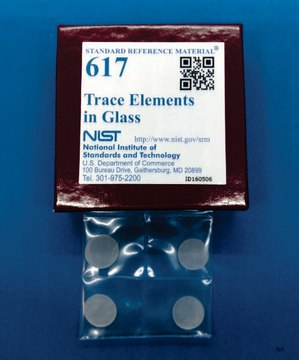 STANDARD REFERENCE MATERIAL®
617
Trace Elements
in Glass
NIST http://www.nist.gov/srm
National Institute of
Standards and Technology
U.S. Department of Commerce
100 Bureau Drive, Gaithersburg, MD 20899
Tel. 301-975-2200 ID160506